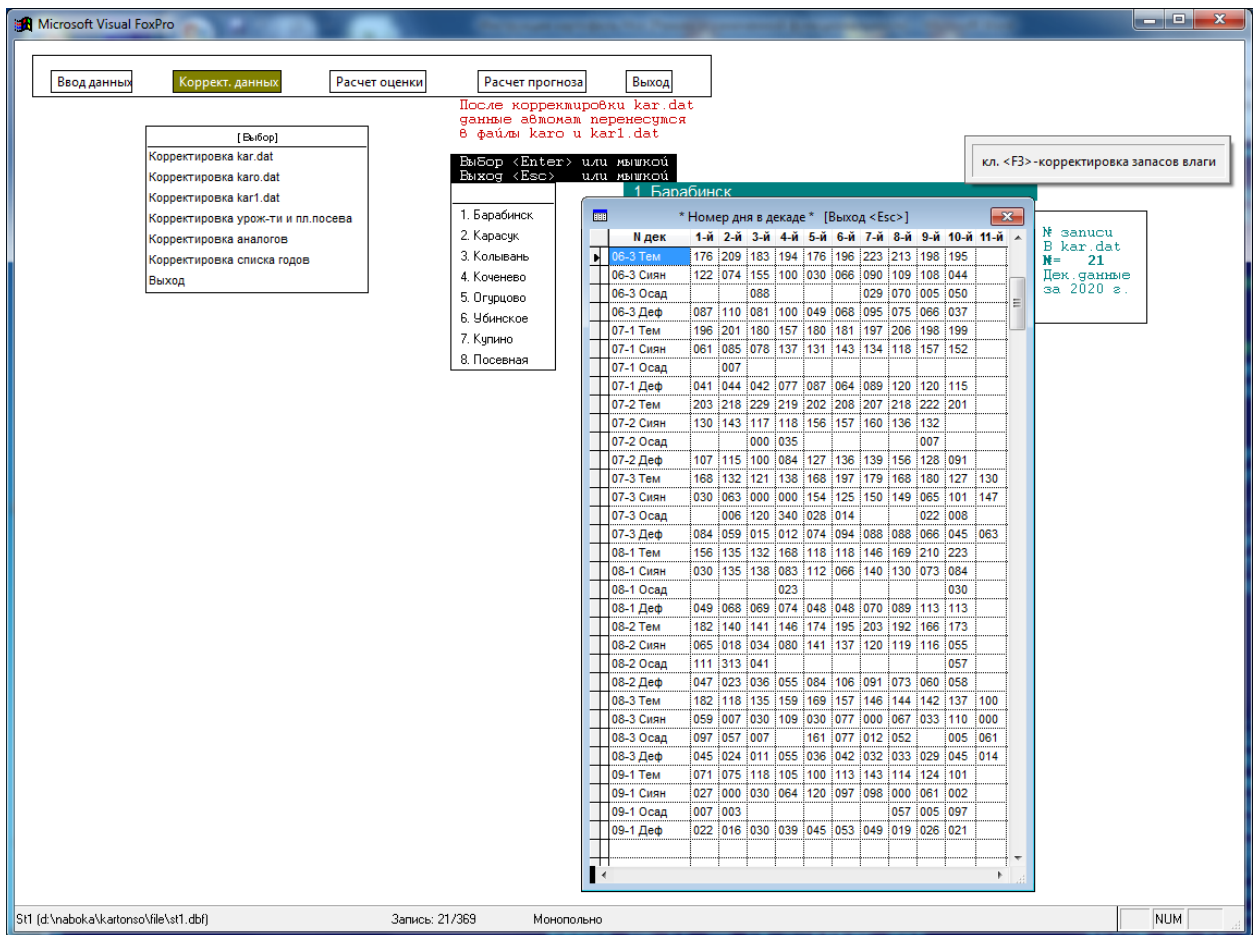 Microsoft Visual FoxPro
Ввод данных Коррект. данных Расчет оценки Расчет прогноза Выход
После корректировки kar.dat
данные автомат перенесутся
в файлы karo и kar1.dat
[ Выбор]
Корректировка kar.dat
Корректировка karo.dat
Корректировка kar1.dat
Корректировка урож-ти и пл.посева
Корректировка аналогов
Корректировка списка годов
Выход
Выбор <Enter> или мышкой
Выход <Esc> или мышкой
кл. <F3>-корректировка запасов влаги
1. Барабинск
1. Барабинск
2. Карасук
3. Колывань
4. Коченево
5. Огурцово
6. Убинское
7. Купино
8. Посевная
* Номер дня в декаде * [Выход <Esc>]
N дек 1-й 2-й 3-й 4-й 5-й 6-й 7-й 8-й 9-й 10-й 11-й
06-3 Тем 176 209 183 194 176 196 223 213 198 195
06-3 Сиян 122 074 155 100 030 066 090 109 108 044
06-3 Осад 088 029 070 005 050
06-3 Деф 087 110 081 100 049 068 095 075 066 037
07-1 Тем 196 201 180 157 180 181 197 206 198 199
07-1 Сиян 061 085 078 137 131 143 134 118 157 152
07-1 Осад 007
07-1 Деф 041 044 042 077 087 064 089 120 120 115
07-2 Тем 203 218 229 219 202 208 207 218 222 201
07-2 Сиян 130 143 117 118 156 157 160 136 132
07-2 Осад 000 035 007
07-2 Деф 107 115 100 084 127 136 139 156 128 091
07-3 Тем 168 132 121 138 168 197 179 168 180 127 130
07-3 Сиян 030 063 000 000 154 125 150 149 065 101 147
07-3 Осад 006 120 340 028 014 022 008
07-3 Деф 084 059 015 012 074 094 088 088 066 045 063
08-1 Тем 156 135 132 168 118 118 146 169 210 223
08-1 Сиян 030 135 138 083 112 066 140 130 073 084
08-1 Осад 023 030
08-1 Деф 049 068 069 074 048 048 070 089 113 113
08-2 Тем 182 140 141 146 174 195 203 192 166 173
08-2 Сиян 065 018 034 080 141 137 120 119 116 055
08-2 Осад 111 313 041 057
08-2 Деф 047 023 036 055 084 106 091 073 060 058
08-3 Тем 182 118 135 159 169 157 146 144 142 137 100
08-3 Сиян 059 007 030 109 030 077 000 067 033 110 000
08-3 Осад 097 057 007 161 077 012 052 005 061
08-3 Деф 045 024 011 055 036 042 032 033 029 045 014
09-1 Тем 071 075 118 105 100 113 143 114 124 101
09-1 Сиян 027 000 030 064 120 097 098 000 061 002
09-1 Осад 007 003 057 005 097
09-1 Деф 022 016 030 039 045 053 049 019 026 021
№ записи
В kar.dat
N= 21
Дек.данные
за 2020 г.
St1 (d:\naboka\kartonso\file\st1.dbf) Запись: 21/369 Монопольно NUM